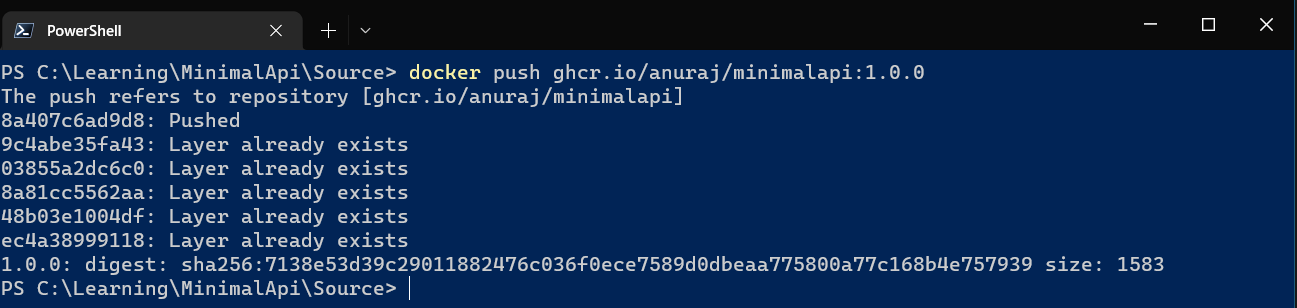 PowerShell
PS C:\Learning\MinimalApi\Source> docker push ghcr.io/anuraj/minimalapi:1.0.0
The push refers to repository [ghcr.io/anuraj/minimalapi]
8a407c6ad9d8: Pushed
9c4abe35fa43: Layer already exists
03855a2dc6c0: Layer already exists
8a81cc5562aa: Layer already exists
48b03e1004df: Layer already exists
ec4a38999118: Layer already exists
1.0.0: digest: sha256:7138e53d39c29011882476c036f0ece7589d0dbeaa775800a77c168b4e757939 size: 1583
PS C:\Learning\MinimalApi\Source>